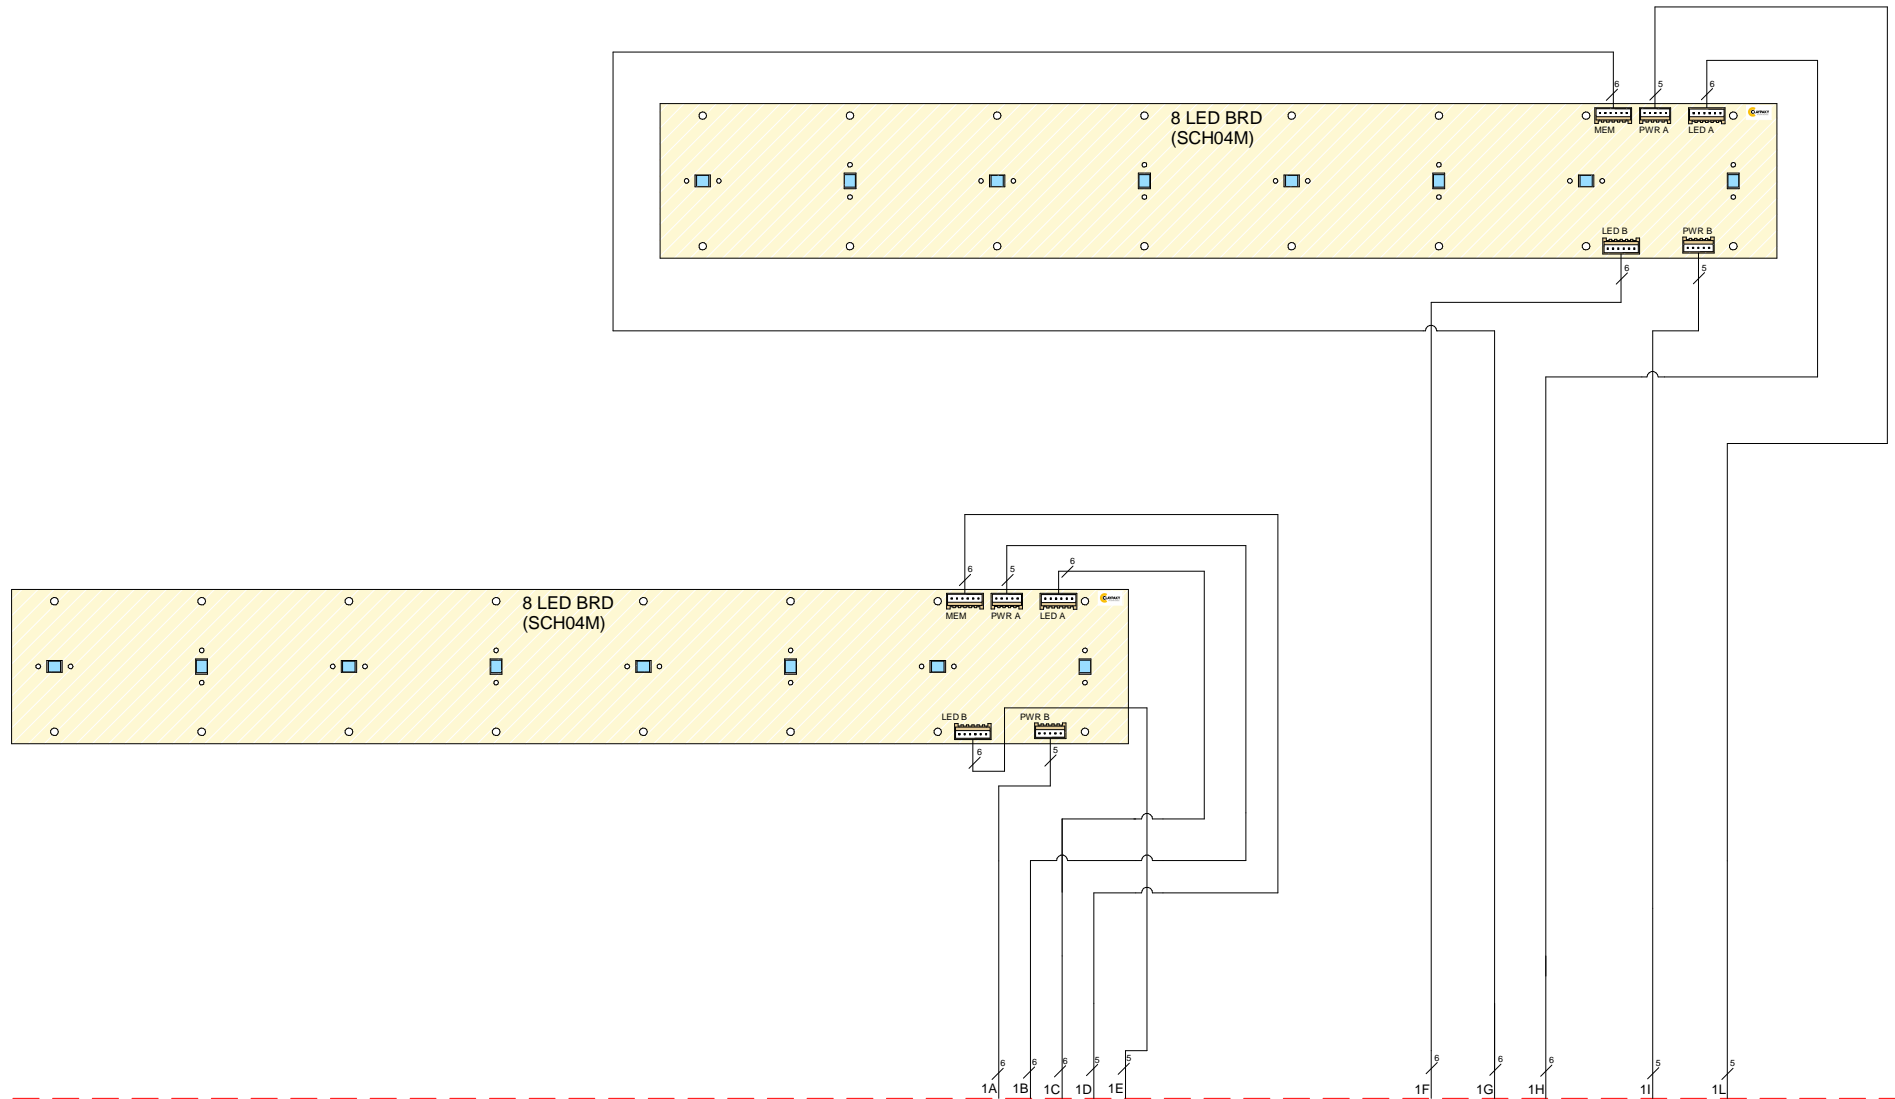 6
5
6
8 LED BRD
(SCH04M)
MEM
PWR A
LED A
LED B
PWR B
6
5
6
5
6
8 LED BRD
(SCH04M)
MEM
PWR A
LED A
LED B
PWR B
6
5
6
6
6
5
5
6
6
6
5
5
1A
1B
1C
1D
1E
1F
1G
1H
1I
1L